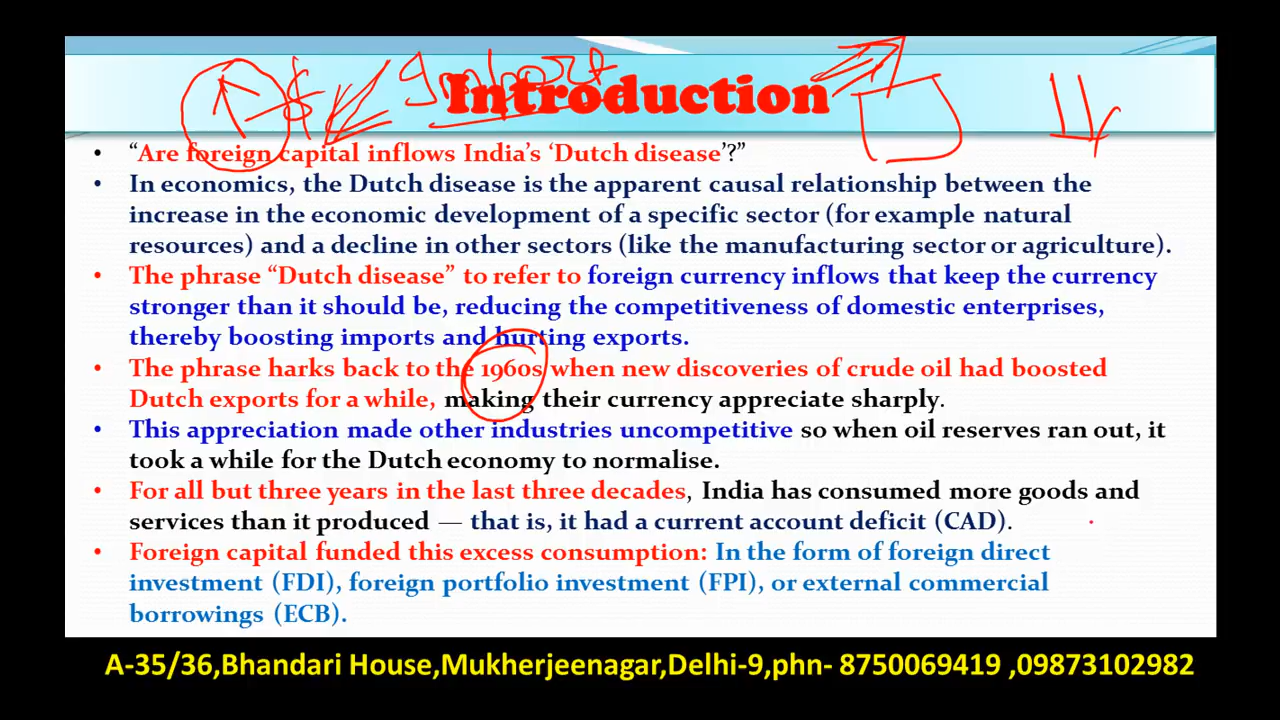 Import
$
Introduction
• “Are foreign capital inflows India's ‘Dutch disease’?”
• In economics, the Dutch disease is the apparent causal relationship between the
increase in the economic development of a specific sector (for example natural
resources) and a decline in other sectors (like the manufacturing sector or agriculture).
• The phrase “Dutch disease” to refer to foreign currency inflows that keep the currency
stronger than it should be, reducing the competitiveness of domestic enterprises,
thereby boosting imports and hurting exports.
• The phrase harks back to the 1960s when new discoveries of crude oil had boosted
Dutch exports for a while, making their currency appreciate sharply.
• This appreciation made other industries uncompetitive so when oil reserves ran out, it
took a while for the Dutch economy to normalise.
• For all but three years in the last three decades, India has consumed more goods and
services than it produced — that is, it had a current account deficit (CAD).
• Foreign capital funded this excess consumption: In the form of foreign direct
investment (FDI), foreign portfolio investment (FPI), or external commercial
borrowings (ECB).
A-35/36,Bhandari House,Mukherjeenagar,Delhi-9,phn- 8750069419 ,09873102982